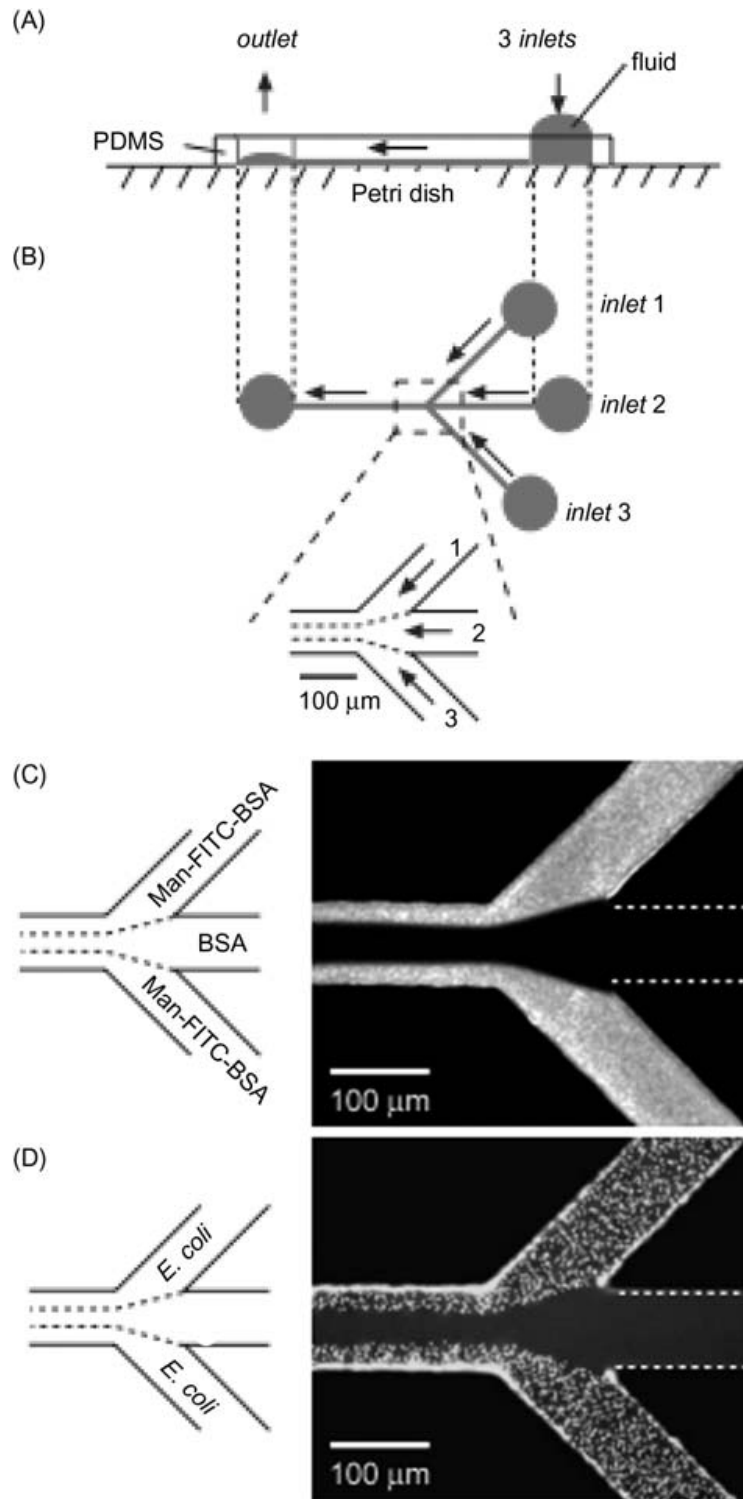 (A)
outlet
3 inlets
fluid
PDMS
Petri dish
(B)
inlet 1
inlet 2
inlet 3
1
2
3
100 μm
(C)
Man-FITC-BSA
BSA
Man-FITC-BSA
100 μm
(D)
E. coli
E. coli
100 μm